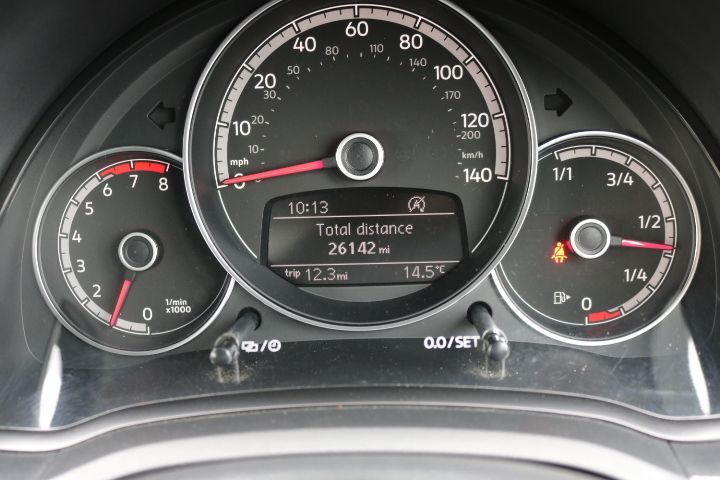 60
40 80
80 110
20 50 140 100
30 170
10 20 120
10 200
mph km/h
0 140
10:13
Total distance
26142 mi
trip 12.3 mi 14.5°C
6 7 8
5
4
3
2
1/min
x1000
0
1/1 3/4
1/2
1/4
0
0.0/SET